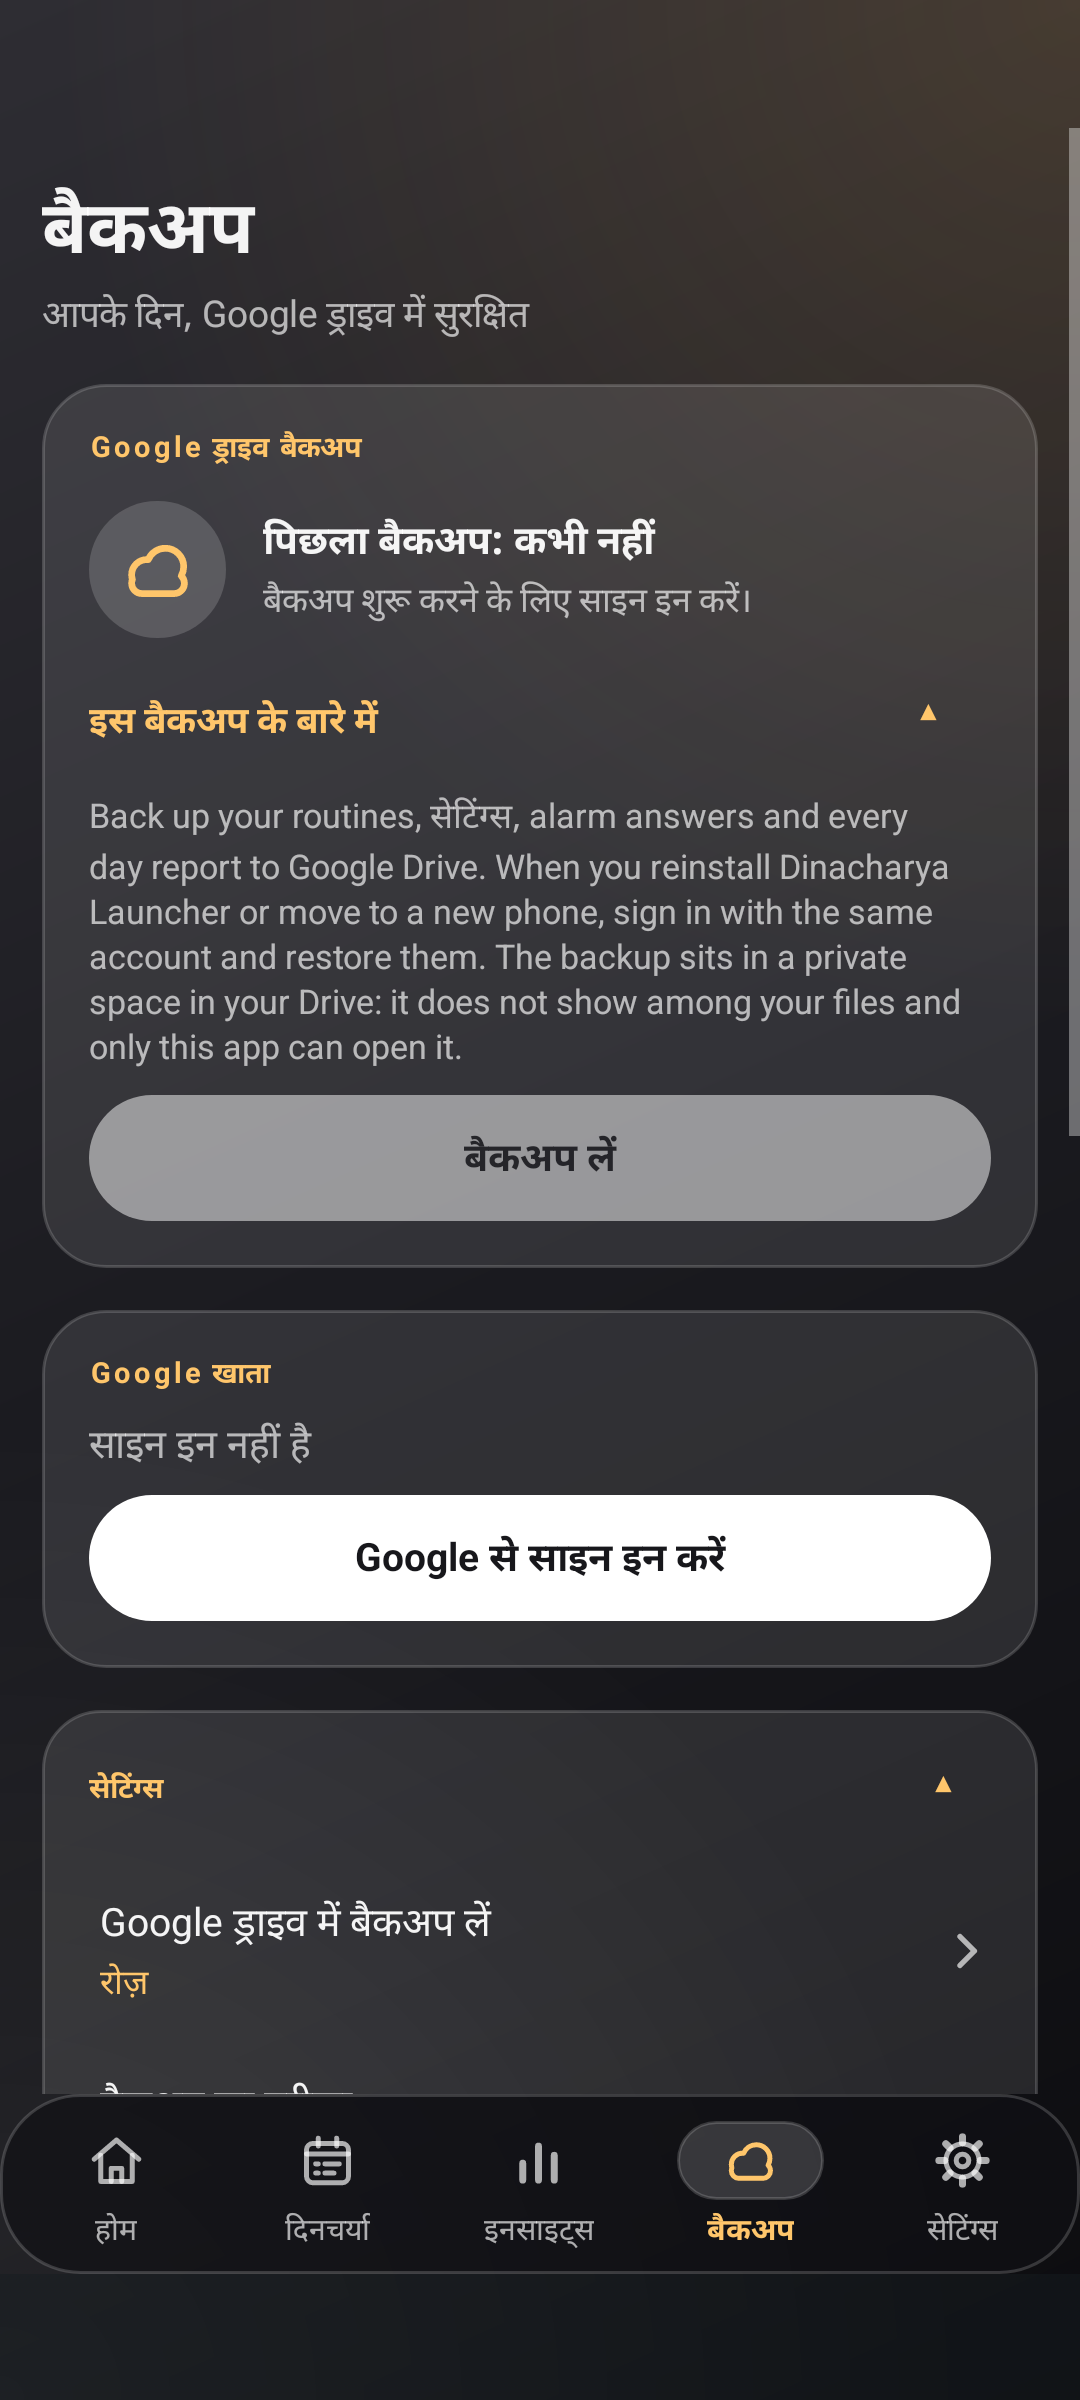 बैकअप
आपके दिन, Google ड्राइव में सुरक्षित
Google ड्राइव बैकअप
पिछला बैकअप: कभी नहीं
बैकअप शुरू करने के लिए साइन इन करें।
इस बैकअप के बारे में
Back up your routines, सेटिंग्स, alarm answers and every
day report to Google Drive. When you reinstall Dinacharya
Launcher or move to a new phone, sign in with the same
account and restore them. The backup sits in a private
space in your Drive: it does not show among your files and
only this app can open it.
बैकअप लें
Google खाता
साइन इन नहीं है
Google से साइन इन करें
सेटिंग्स
Google ड्राइव में बैकअप लें
रोज़
होम
दिनचर्या
इनसाइट्स
बैकअप
सेटिंग्स